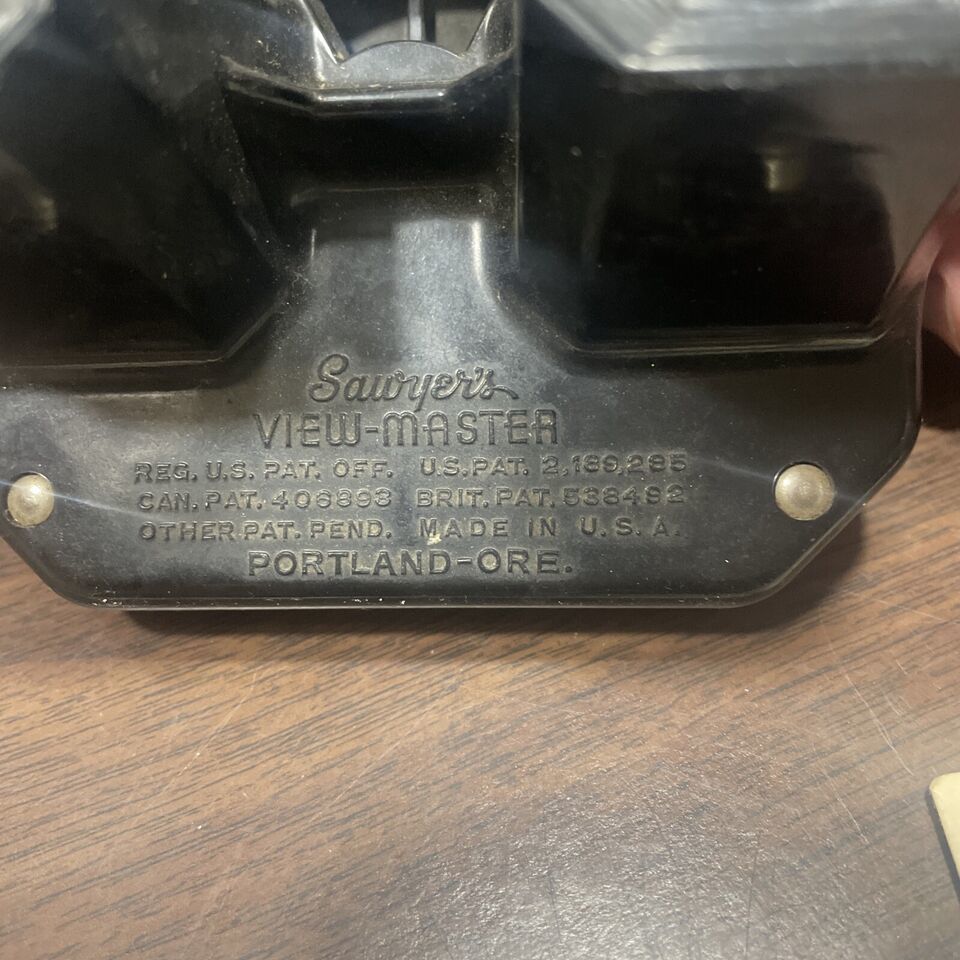 Sawyer's
VIEW-MASTER
REG. U.S. PAT. OFF. U.S. PAT. 2,189,285
CAN. PAT. 406893 BRIT. PAT. 538492
OTHER PAT. PEND. MADE IN U.S.A.
PORTLAND-ORE.